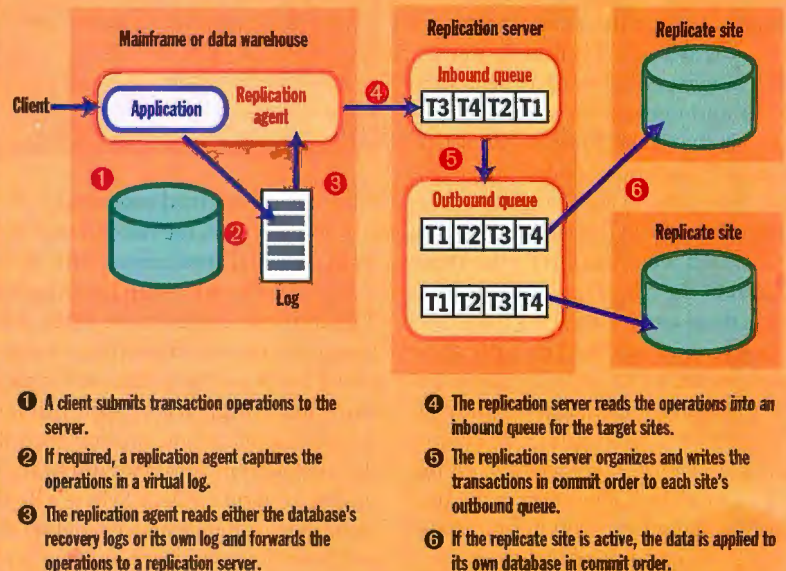 Mainframe or data warehouse
Replication server
Replicate site
Client
Application
Replication
agent
Inbound queue
T3 T4 T2 T1
Outbound queue
T1 T2 T3 T4
T1 T2 T3 T4
Log
Replicate site
1
2
3
4
5
6
1 A client submits transaction operations to the
server.
2 If required, a replication agent captures the
operations in a virtual log.
3 The replication agent reads either the database's
recovery logs or its own log and forwards the
operations to a replication server.
4 The replication server reads the operations into an
inbound queue for the target sites.
5 The replication server organizes and writes the
transactions in commit order to each site's
outbound queue.
6 If the replicate site is active, the data is applied to
its own database in commit order.